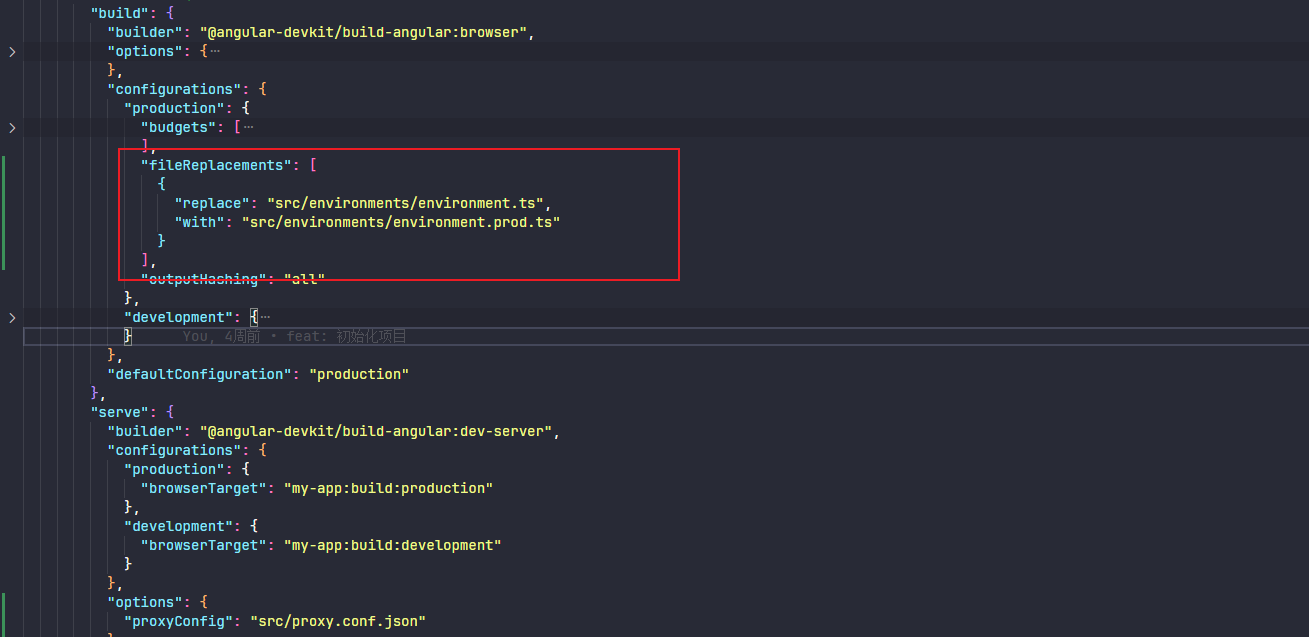 "build": {
"builder": "@angular-devkit/build-angular:browser",
"options": {…
},
"configurations": {
"production": {
"budgets": […
],
"fileReplacements": [
{
"replace": "src/environments/environment.ts",
"with": "src/environments/environment.prod.ts"
}
],
"outputHashing": "all"
},
"development": {…
}
You, 4周前 • feat: 初始化项目
},
"defaultConfiguration": "production"
},
"serve": {
"builder": "@angular-devkit/build-angular:dev-server",
"configurations": {
"production": {
"browserTarget": "my-app:build:production"
},
"development": {
"browserTarget": "my-app:build:development"
}
},
"options": {
"proxyConfig": "src/proxy.conf.json"